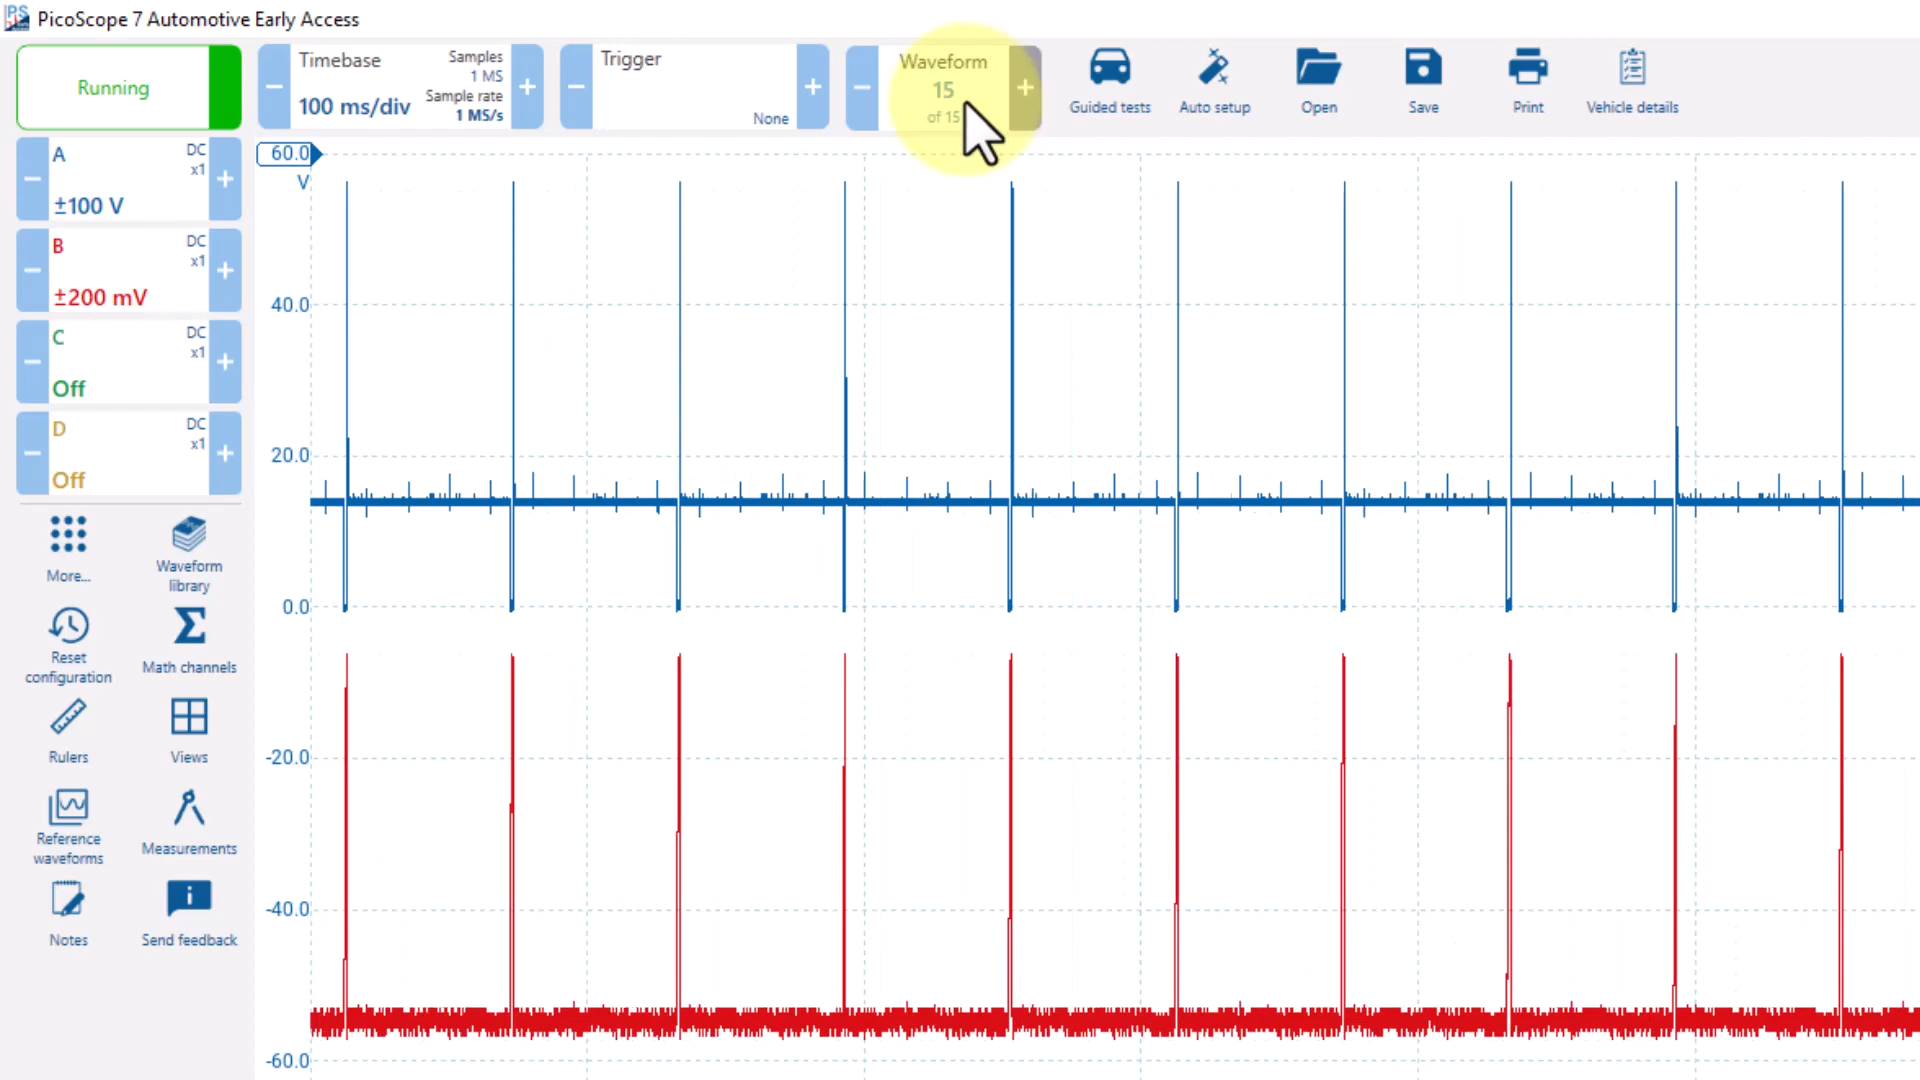 PicoScope 7 Automotive Early Access
Running
Timebase
100 ms/div
Samples
1 MS
Sample rate
1 MS/s
Trigger
None
Waveform
15
of 15
Guided tests
Auto setup
Open
Save
Print
Vehicle details
A
DC
x1
±100 V
B
DC
x1
±200 mV
C
DC
x1
Off
D
DC
x1
Off
More...
Waveform
library
Reset
configuration
Math channels
Rulers
Views
Reference
waveforms
Measurements
Notes
Send feedback
60.0
V
40.0
20.0
0.0
-20.0
-40.0
-60.0